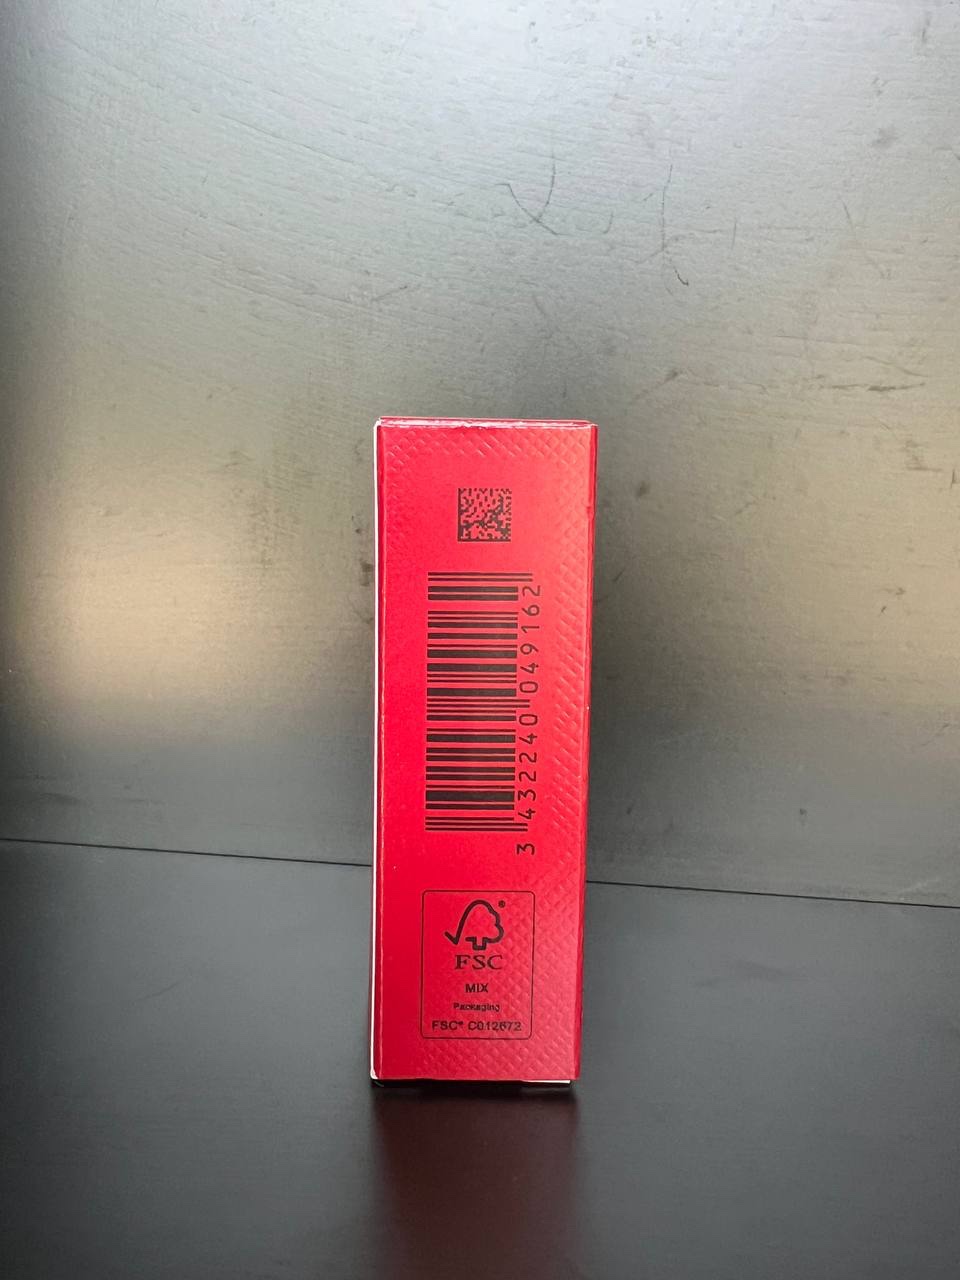 3 432240 049162
FSC®
MIX
Packaging
FSC® C012672